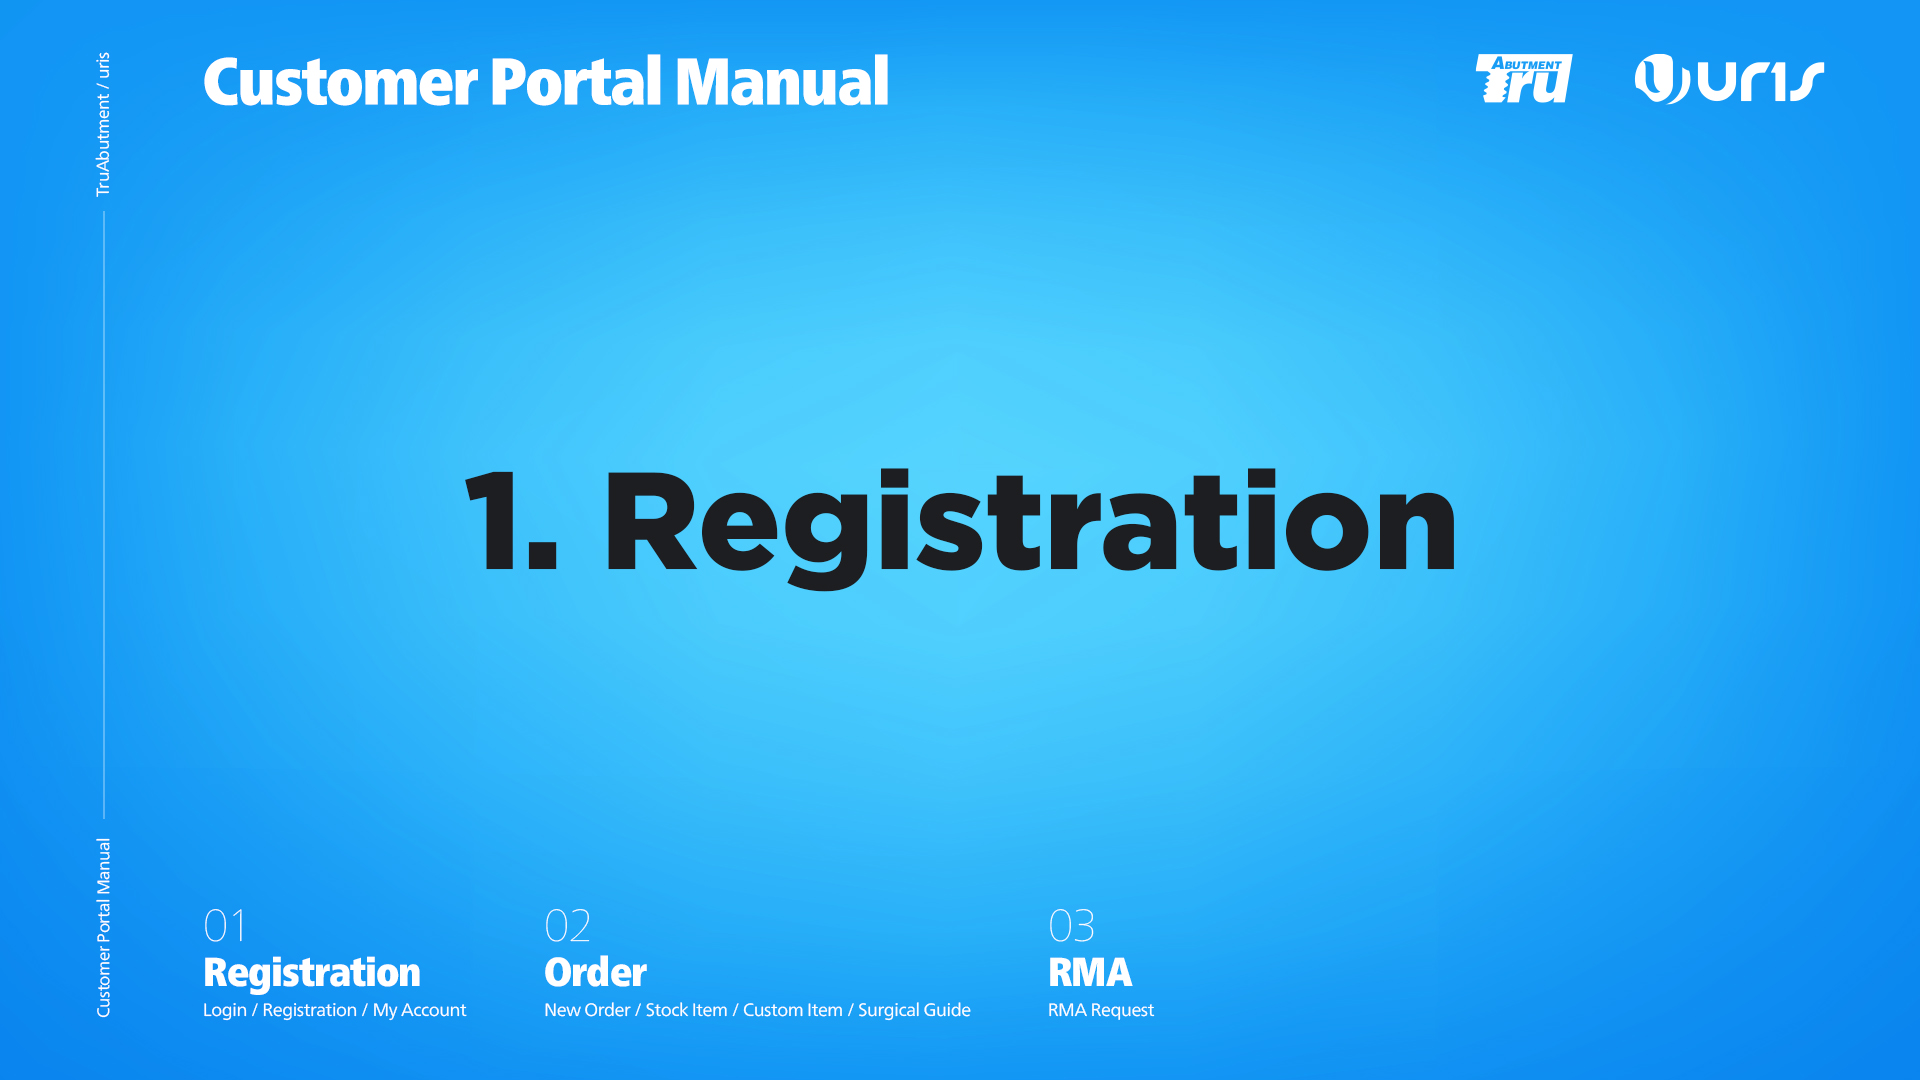 Customer Portal Manual
ABUTMENT
Tru
uris
TruAbutment / uris
1. Registration
Customer Portal Manual
01
Registration
Login / Registration / My Account
02
Order
New Order / Stock Item / Custom Item / Surgical Guide
03
RMA
RMA Request